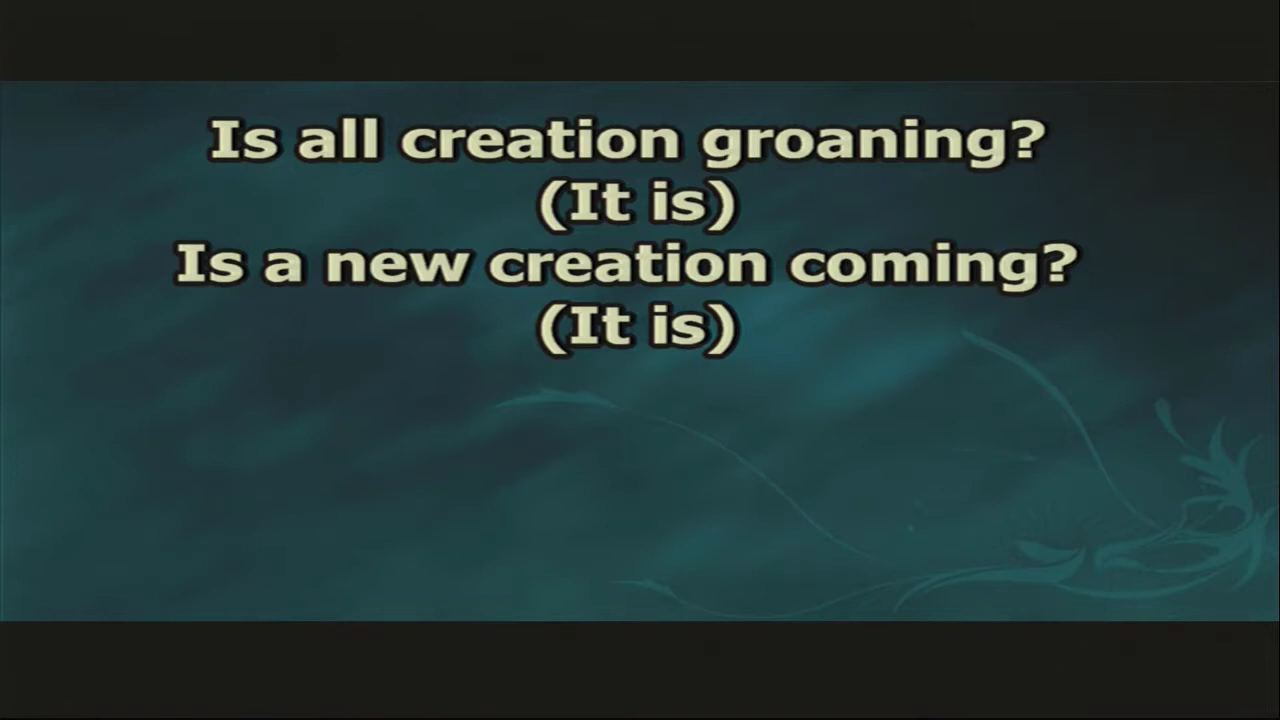 Is all creation groaning?
(It is)
Is a new creation coming?
(It is)